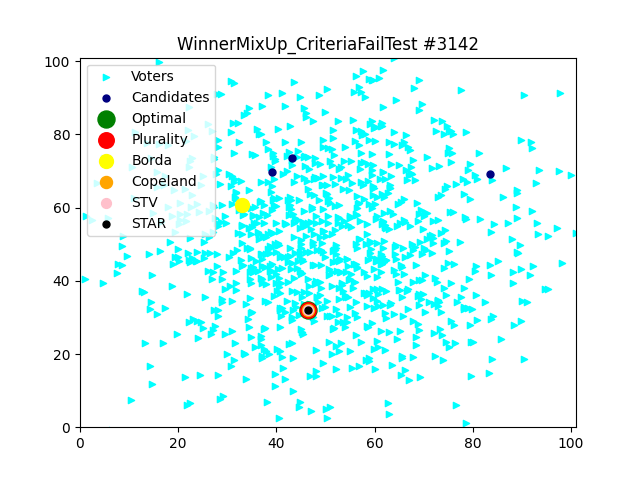 WinnerMixUp_CriteriaFailTest #3142
100
80
60
40
20
0
Voters
Candidates
Optimal
Plurality
Borda
Copeland
STV
STAR
0 20 40 60 80 100